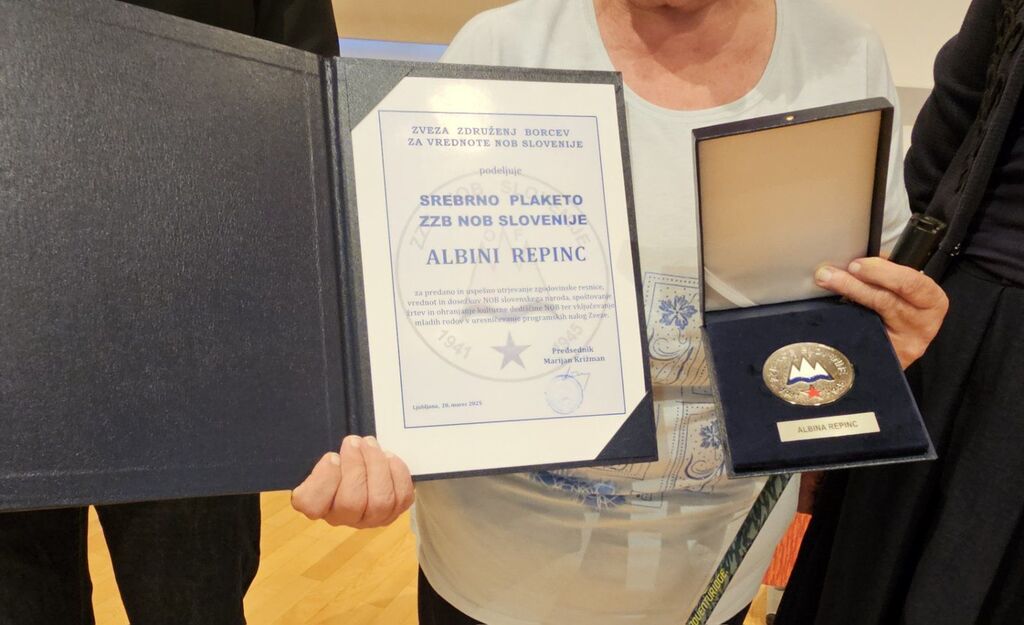 ZVEZA ZDRUŽENJ BORCEV
ZA VREDNOTE NOB SLOVENIJE
podeljuje
SREBRNO PLAKETO
ZZB NOB SLOVENIJE
ALBINI REPINC
za predano in uspešno utrjevanje zgodovinske resnice,
vrednot in dosežkov NOB slovenskega naroda, spoštovanje
žrtev in ohranjanje kulturne dediščine NOB ter vključevanje
mladih rodov v uresničevanje programskih nalog Zveze.
1941
1945
Predsednik
Marijan Križman
Ljubljana, 20. marec 2025
ALBINA REPINC